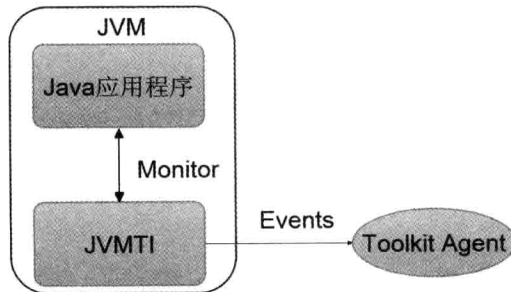 JVM
Java应用程序
Monitor
JVMTI
Events
Toolkit Agent